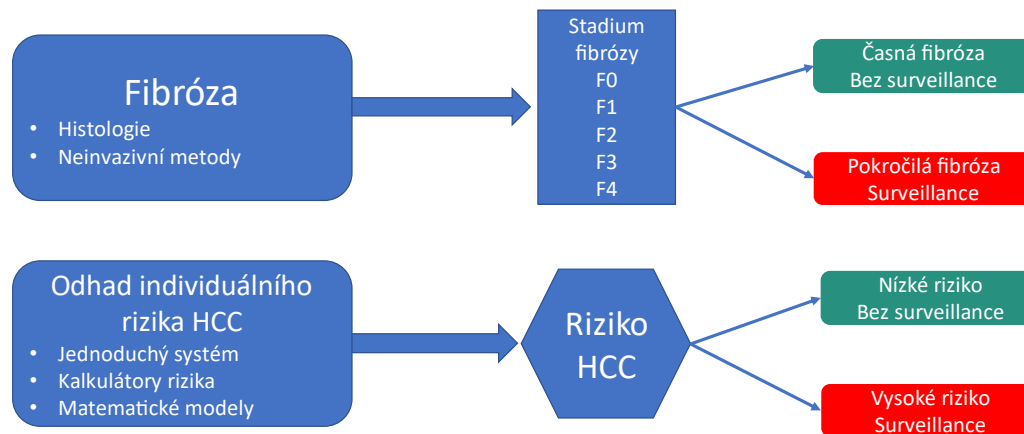 Fibróza
• Histologie
• Neinvazivní metody
Stadium
fibrózy
F0
F1
F2
F3
F4
Časná fibróza
Bez surveillance
Pokročilá fibróza
Surveillance
Odhad individuálního
rizika HCC
• Jednoduchý systém
• Kalkulátory rizika
• Matematické modely
Riziko
HCC
Nízké riziko
Bez surveillance
Vysoké riziko
Surveillance